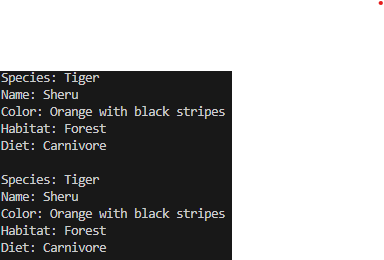 Species: Tiger
Name: Sheru
Color: Orange with black stripes
Habitat: Forest
Diet: Carnivore

Species: Tiger
Name: Sheru
Color: Orange with black stripes
Habitat: Forest
Diet: Carnivore